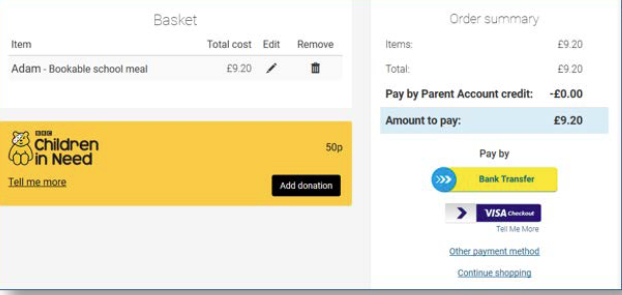 Basket
Item Total cost Edit Remove
Adam - Bookable school meal £9.20
BBC
Children
in Need
50p
Tell me more
Add donation
Order summary
Items: £9.20
Total: £9.20
Pay by Parent Account credit: -£0.00
Amount to pay: £9.20
Pay by
Bank Transfer
VISA Checkout
Tell Me More
Other payment method
Continue shopping